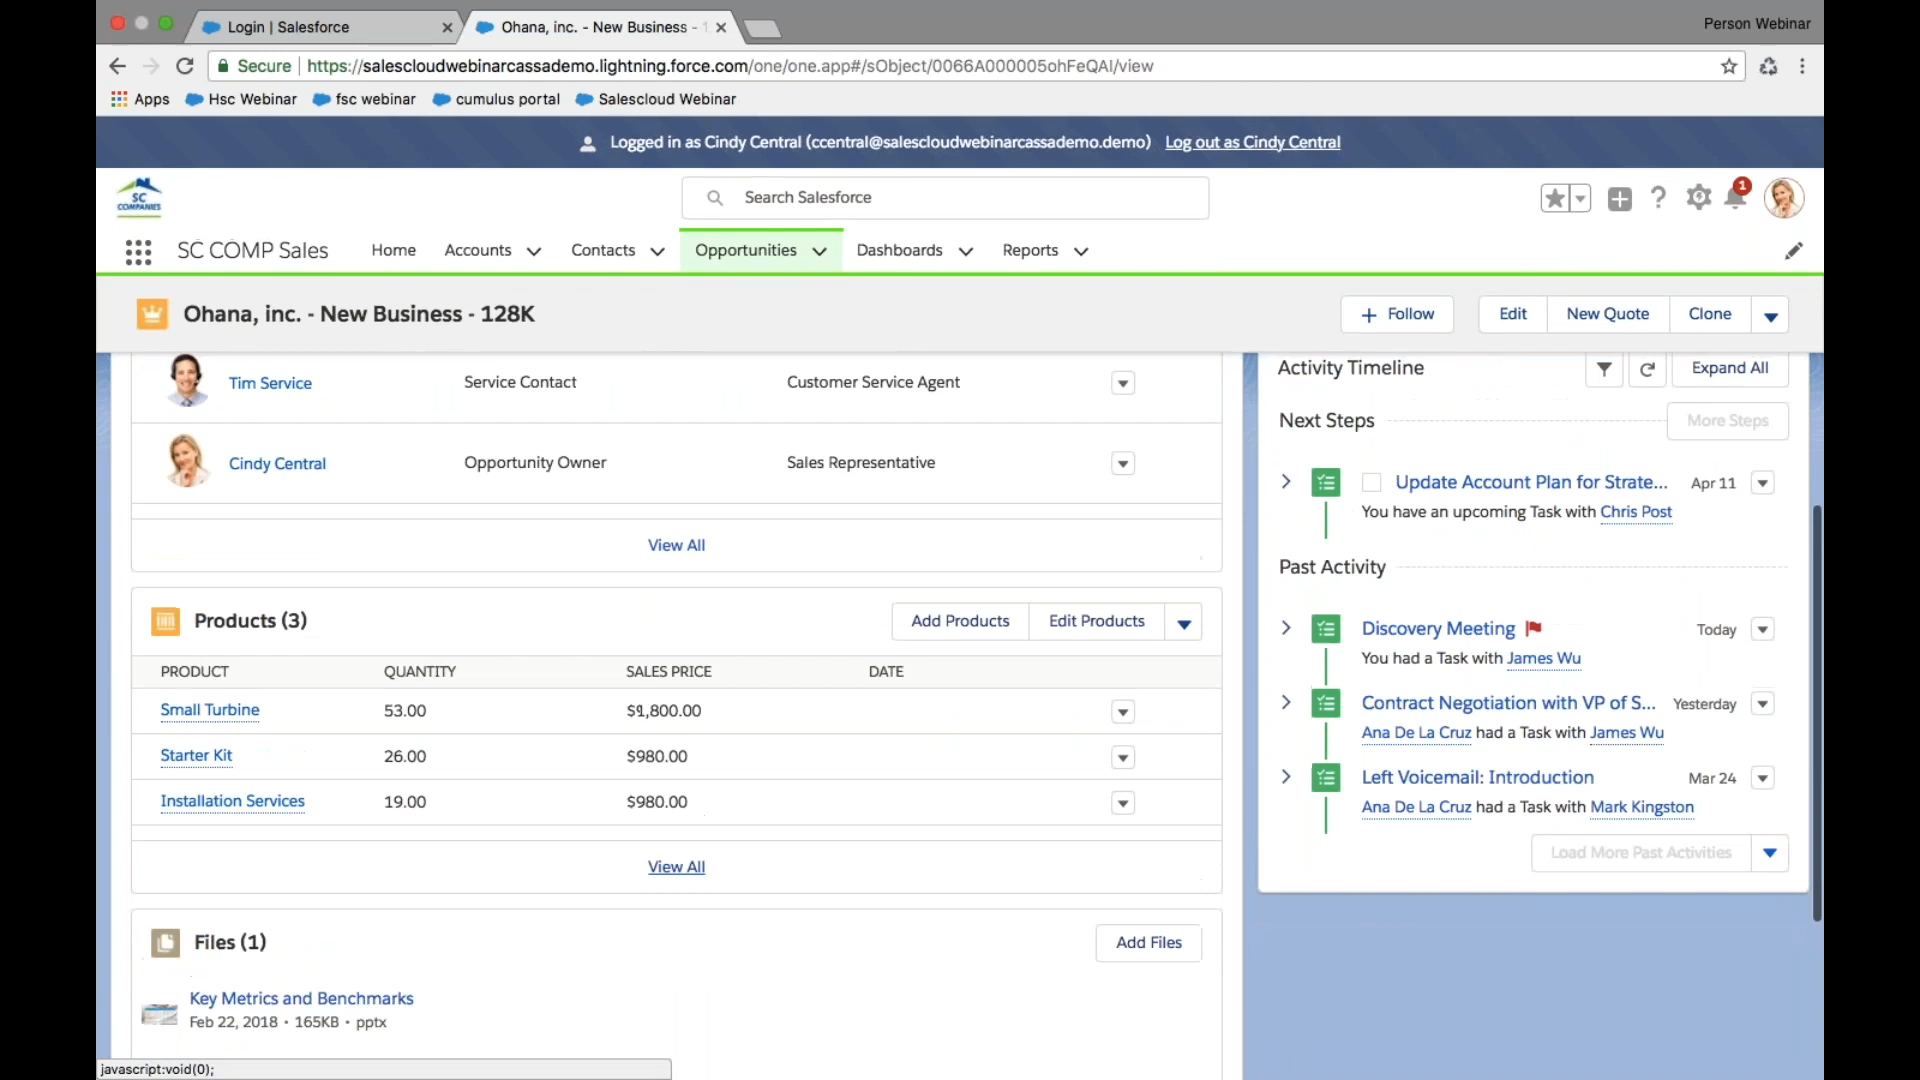 Login | Salesforce
Ohana, inc. - New Business - 1
Person Webinar
Secure https://salescloudwebinarcassademo.lightning.force.com/one/one.app#/sObject/0066A000005ohFeQAI/view
Apps Hsc Webinar fsc webinar cumulus portal Salescloud Webinar
Logged in as Cindy Central (ccentral@salescloudwebinarcassademo.demo) Log out as Cindy Central
SC
COMPANIES
Search Salesforce
1
SC COMP Sales Home Accounts Contacts Opportunities Dashboards Reports
Ohana, inc. - New Business - 128K
+ Follow Edit New Quote Clone
Tim Service Service Contact Customer Service Agent
Cindy Central Opportunity Owner Sales Representative
View All
Products (3)
Add Products Edit Products
PRODUCT QUANTITY SALES PRICE DATE
Small Turbine 53.00 $1,800.00
Starter Kit 26.00 $980.00
Installation Services 19.00 $980.00
View All
Files (1)
Add Files
Key Metrics and Benchmarks
Feb 22, 2018 • 165KB • pptx
Activity Timeline
Expand All
Next Steps
More Steps
Update Account Plan for Strate... Apr 11
You have an upcoming Task with Chris Post
Past Activity
Discovery Meeting Today
You had a Task with James Wu
Contract Negotiation with VP of S... Yesterday
Ana De La Cruz had a Task with James Wu
Left Voicemail: Introduction Mar 24
Ana De La Cruz had a Task with Mark Kingston
Load More Past Activities
javascript:void(0);